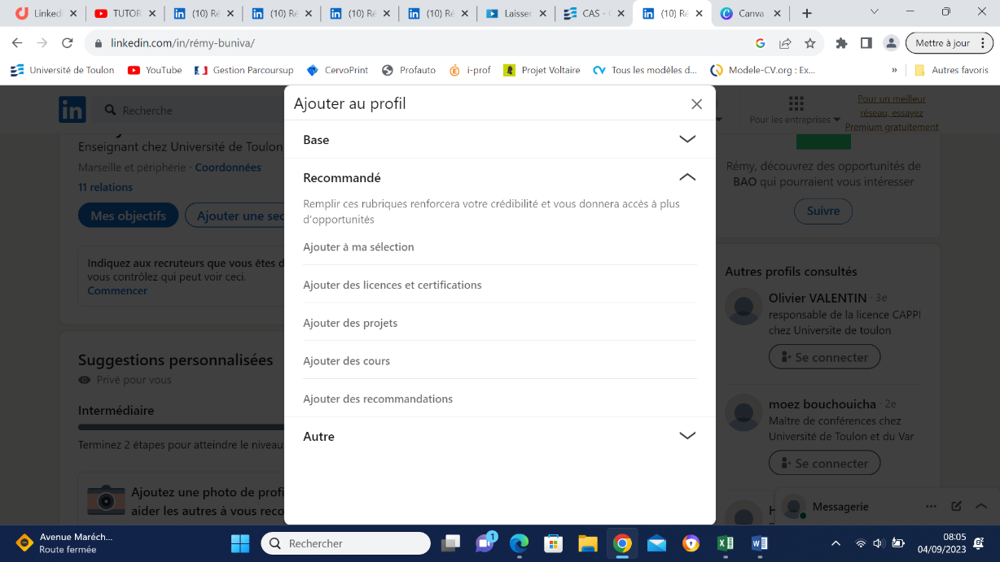 Linkedi
TUTOR
(10) Ré
(10) Ré
(10) Ré
(10) Ré
Laisser
CAS - 
(10) Ré
Canva
linkedin.com/in/rémy-buniva/
Mettre à jour
Université de Toulon
YouTube
Gestion Parcoursup
CervoPrint
Profauto
i-prof
Projet Voltaire
Tous les modèles d...
Modele-CV.org : Ex...
»
Autres favoris
in
Recherche
Pour les entreprises
Pour un meilleur
réseau, essayez
Premium gratuitement
Enseignant chez Université de Toulon
Marseille et périphérie · Coordonnées
11 relations
Mes objectifs
Ajouter une sec
Indiquez aux recruteurs que vous êtes d
vous contrôlez qui peut voir ceci.
Commencer
Suggestions personnalisées
Privé pour vous
Intermédiaire
Terminez 2 étapes pour atteindre le niveau
Ajoutez une photo de profi
aider les autres à vous reco
Ajouter au profil
Base
Recommandé
Remplir ces rubriques renforcera votre crédibilité et vous donnera accès à plus
d'opportunités
Ajouter à ma sélection
Ajouter des licences et certifications
Ajouter des projets
Ajouter des cours
Ajouter des recommandations
Autre
Rémy, découvrez des opportunités de
BAO qui pourraient vous intéresser
Suivre
Autres profils consultés
Olivier VALENTIN · 3e
responsable de la licence CAPPI
chez Universite de toulon
Se connecter
moez bouchouicha · 2e
Maître de conférences chez
Université de Toulon et du Var
Se connecter
Messagerie
Avenue Maréch...
Route fermée
Rechercher
1
08:05
04/09/2023